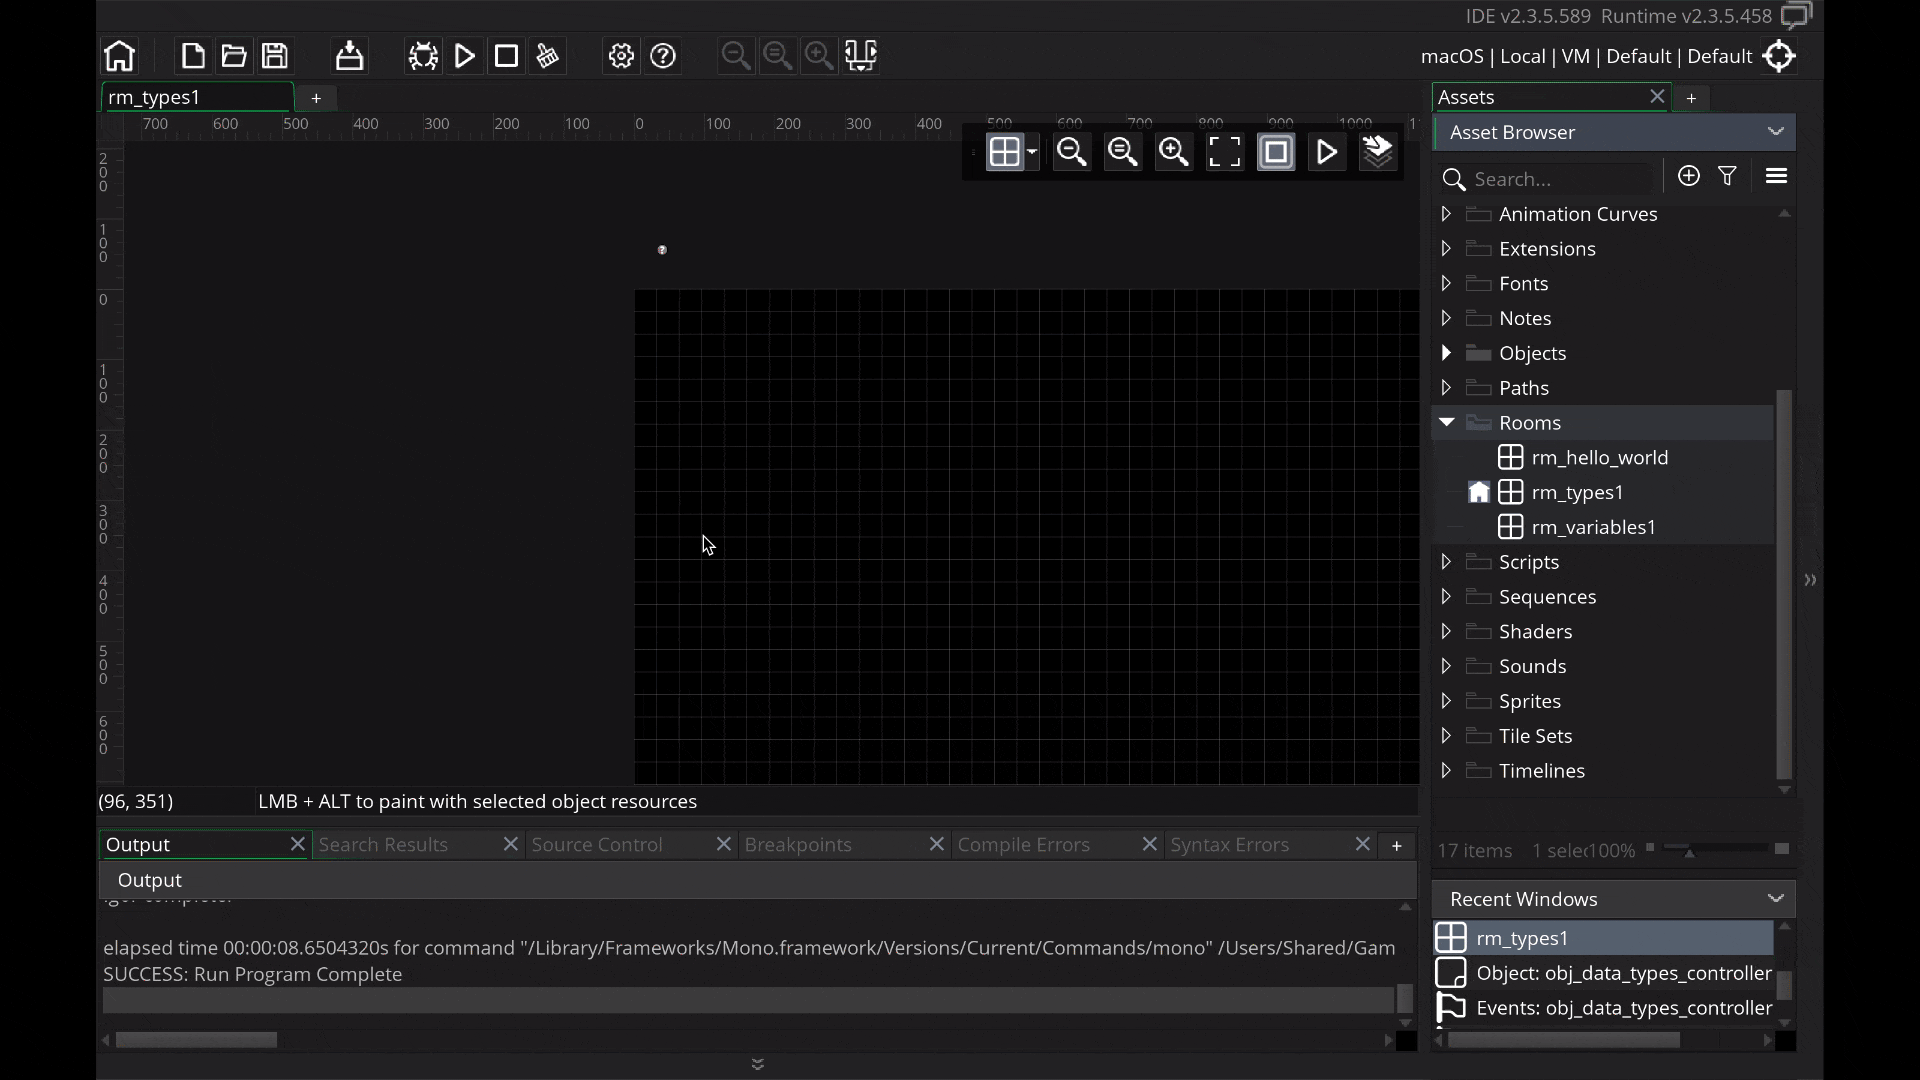 IDE v2.3.5.589 Runtime v2.3.5.458
macOS | Local | VM | Default | Default
rm_types1
+
Assets
+
700 600 500 400 300 200 100 0 100 200 300 400 500 600 700 800 900 1000
Asset Browser
Search...
200
100
0
100
200
300
400
500
600
Animation Curves
Extensions
Fonts
Notes
Objects
Paths
Rooms
rm_hello_world
rm_types1
rm_variables1
Scripts
Sequences
Shaders
Sounds
Sprites
Tile Sets
Timelines
(96, 351)
LMB + ALT to paint with selected object resources
Output
Search Results
Source Control
Breakpoints
Compile Errors
Syntax Errors
+
17 items 1 selec100%
Output
elapsed time 00:00:08.6504320s for command "/Library/Frameworks/Mono.framework/Versions/Current/Commands/mono" /Users/Shared/Gam
SUCCESS: Run Program Complete
Recent Windows
rm_types1
Object: obj_data_types_controller
Events: obj_data_types_controller